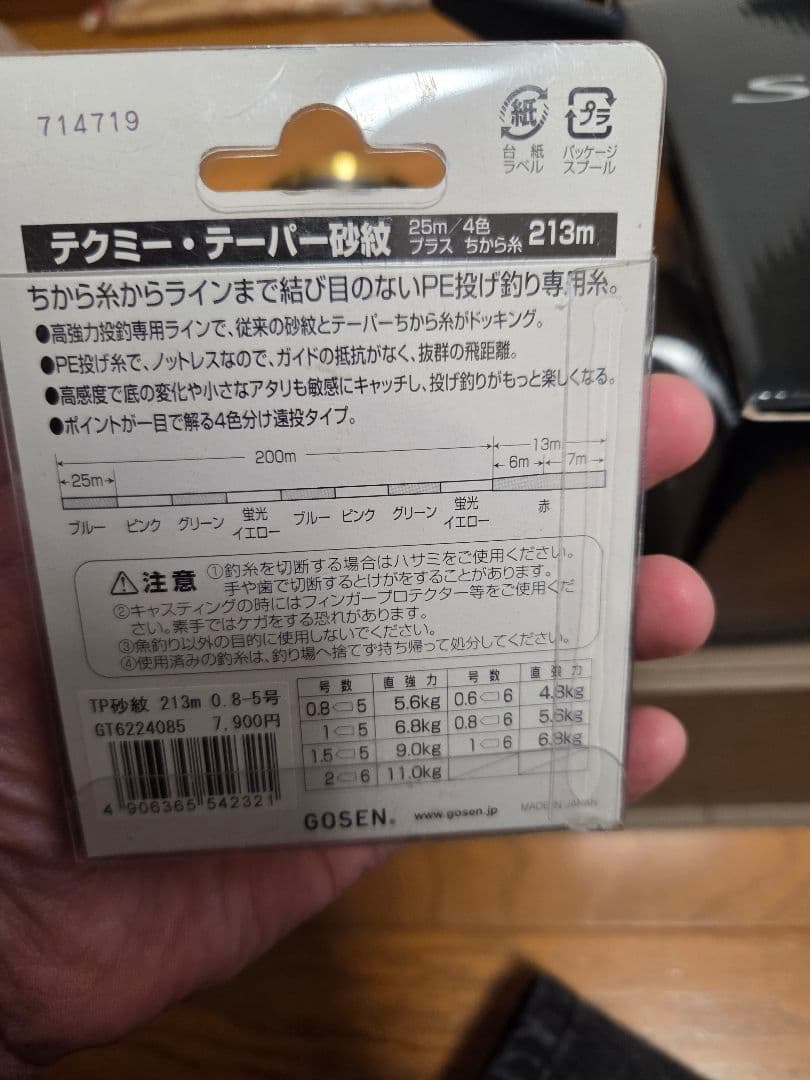 714719
紙
プラ
台紙
ラベル
パッケージ
スプール
テクミー・テーパー砂紋 25m/4色 プラス ちから糸 213m
ちから糸からラインまで結び目のないPE投げ釣り専用糸。
●高強力投釣専用ラインで、従来の砂紋とテーパーちから糸がドッキング。
●PE投げ糸で、ノットレスなので、ガイドの抵抗がなく、抜群の飛距離。
●高感度で底の変化や小さなアタリも敏感にキャッチし、投げ釣りがもっと楽しくなる。
●ポイントが一目で解る4色分け遠投タイプ。
200m 13m
25m 6m 7m
ブルー ピンク グリーン 蛍光イエロー ブルー ピンク グリーン 蛍光イエロー 赤
⚠注意 ①釣糸を切断する場合はハサミをご使用ください。
手や歯で切断するとけがをすることがあります。
②キャスティングの時にはフィンガープロテクター等をご使用くだ
さい。素手ではケガをする恐れがあります。
③魚釣り以外の目的に使用しないでください。
④使用済みの釣糸は、釣り場へ捨てず持ち帰って処分してください。
号数 直強力 号数 直強力
0.8 5 5.6kg 0.6 6 4.8kg
1 5 6.8kg 0.8 6 5.6kg
1.5 5 9.0kg 1 6 6.8kg
2 6 11.0kg
TP砂紋 213m 0.8-5号
GT6224085 7,900円
4 906365 542321
GOSEN® www.gosen.jp MADE IN JAPAN
S